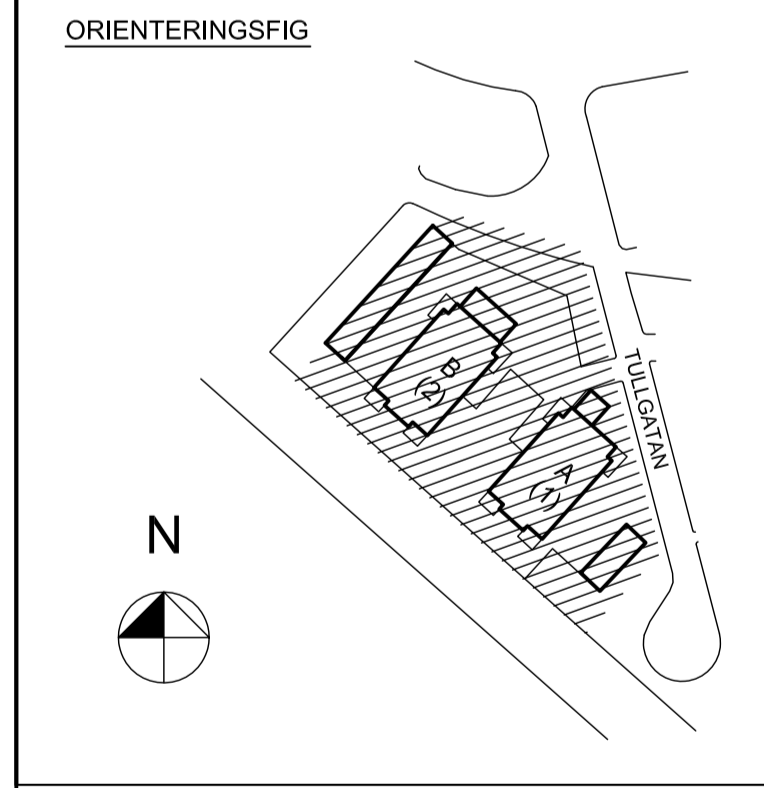 ORIENTERINGSFIG
TULLGATAN
B
(2)
A
(1)
N